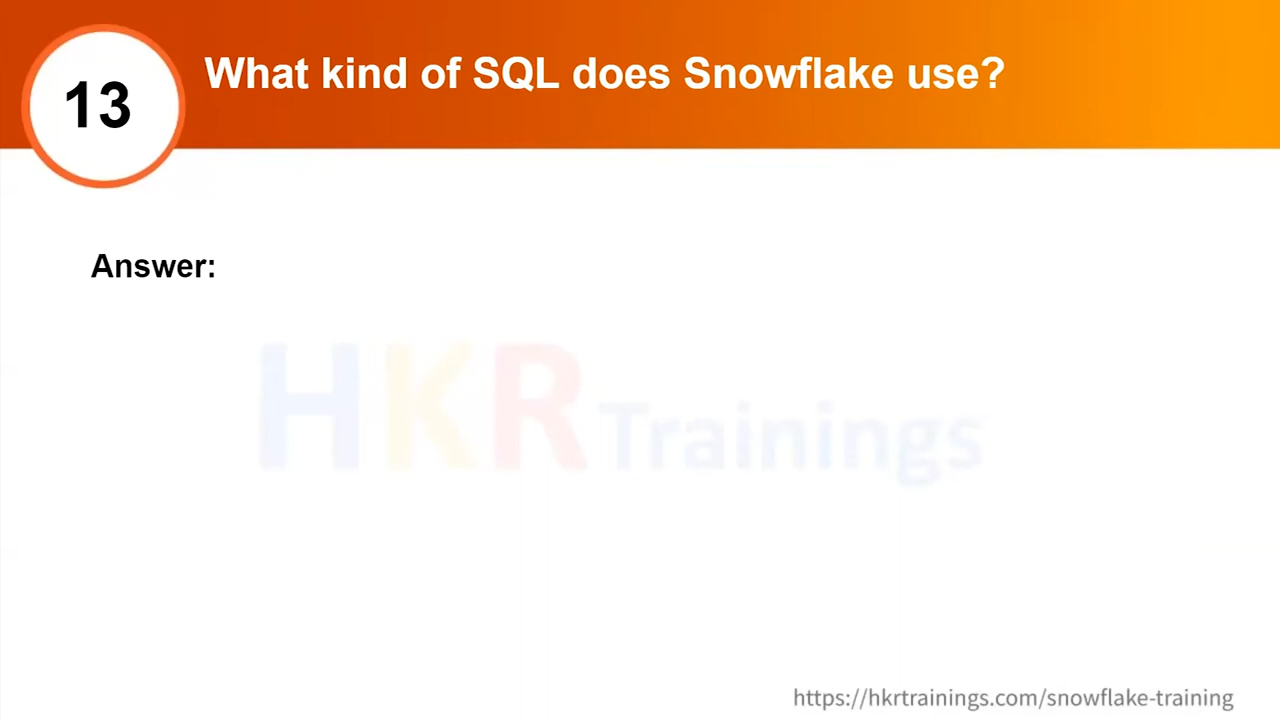 13
What kind of SQL does Snowflake use?
Answer:
HKR Trainings
https://hkrtrainings.com/snowflake-training